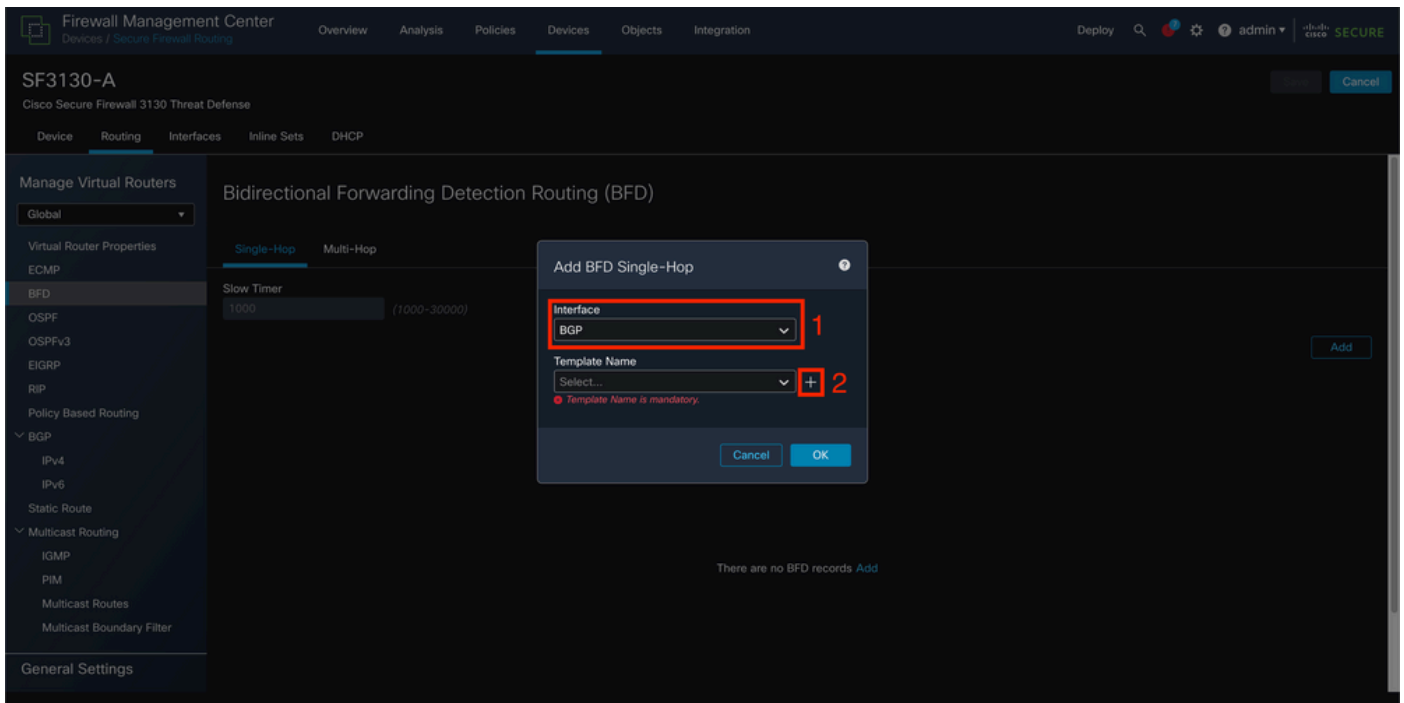 Firewall Management Center
Devices / Secure Firewall Routing
Overview Analysis Policies Devices Objects Integration
Deploy admin cisco SECURE
SF3130-A
Cisco Secure Firewall 3130 Threat Defense
Save Cancel
Device Routing Interfaces Inline Sets DHCP
Manage Virtual Routers
Global
Virtual Router Properties
ECMP
BFD
OSPF
OSPFv3
EIGRP
RIP
Policy Based Routing
BGP
IPv4
IPv6
Static Route
Multicast Routing
IGMP
PIM
Multicast Routes
Multicast Boundary Filter
General Settings
Bidirectional Forwarding Detection Routing (BFD)
Single-Hop Multi-Hop
Slow Timer
1000 (1000-30000)
Add
Add BFD Single-Hop
Interface
BGP 1
Template Name
Select... + 2
Template Name is mandatory.
Cancel OK
There are no BFD records Add